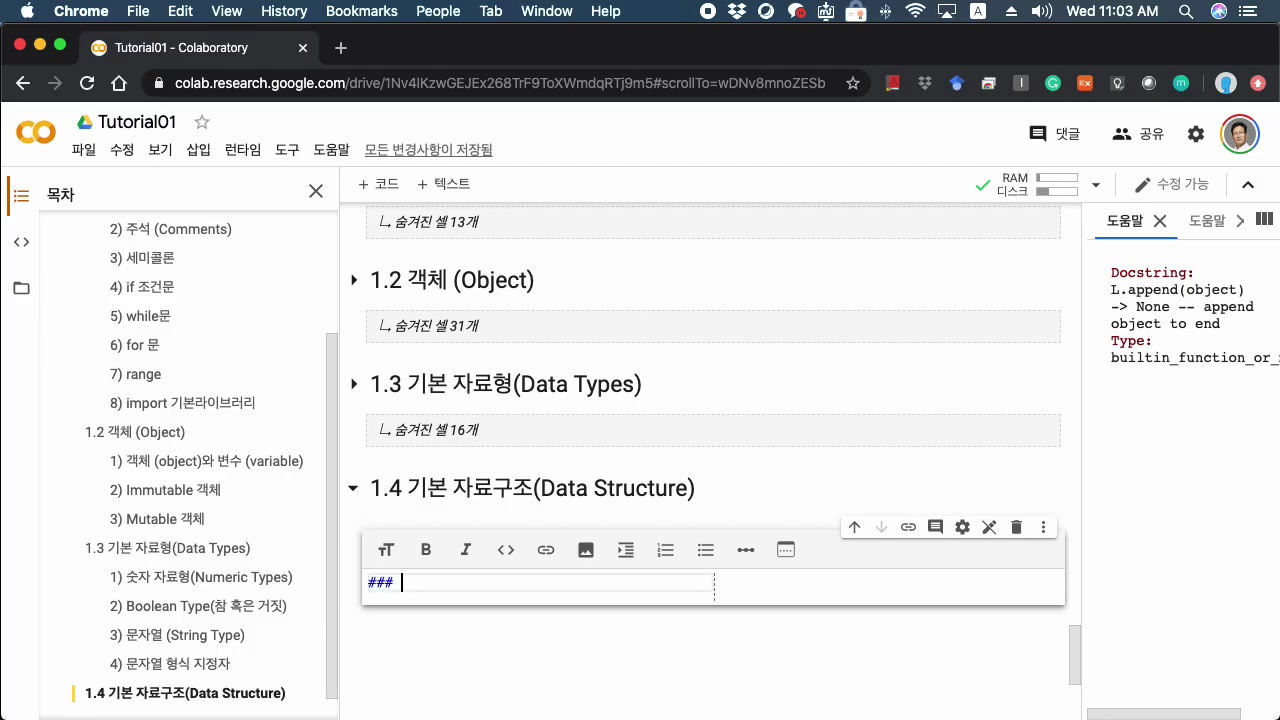 Chrome File Edit View History Bookmarks People Tab Window Help A Wed 11:03 AM
Tutorial01 - Colaboratory
colab.research.google.com/drive/1Nv4lKzwGEJEx268TrF9ToXWmdqRTj9m5#scrollTo=wDNv8mnoZESb
Tutorial01
파일 수정 보기 삽입 런타임 도구 도움말 모든 변경사항이 저장됨
댓글 공유
목차
+ 코드 + 텍스트
RAM
디스크
수정 가능
도움말 도움말
2) 주석 (Comments)
3) 세미콜론
4) if 조건문
5) while문
6) for 문
7) range
8) import 기본라이브러리
1.2 객체 (Object)
1) 객체 (object)와 변수 (variable)
2) Immutable 객체
3) Mutable 객체
1.3 기본 자료형(Data Types)
1) 숫자 자료형(Numeric Types)
2) Boolean Type(참 혹은 거짓)
3) 문자열 (String Type)
4) 문자열 형식 지정자
1.4 기본 자료구조(Data Structure)
숨겨진 셀 13개
1.2 객체 (Object)
숨겨진 셀 31개
1.3 기본 자료형(Data Types)
숨겨진 셀 16개
1.4 기본 자료구조(Data Structure)
###
Docstring:
L.append(object)
-> None -- append
object to end
Type:
builtin_function_or_